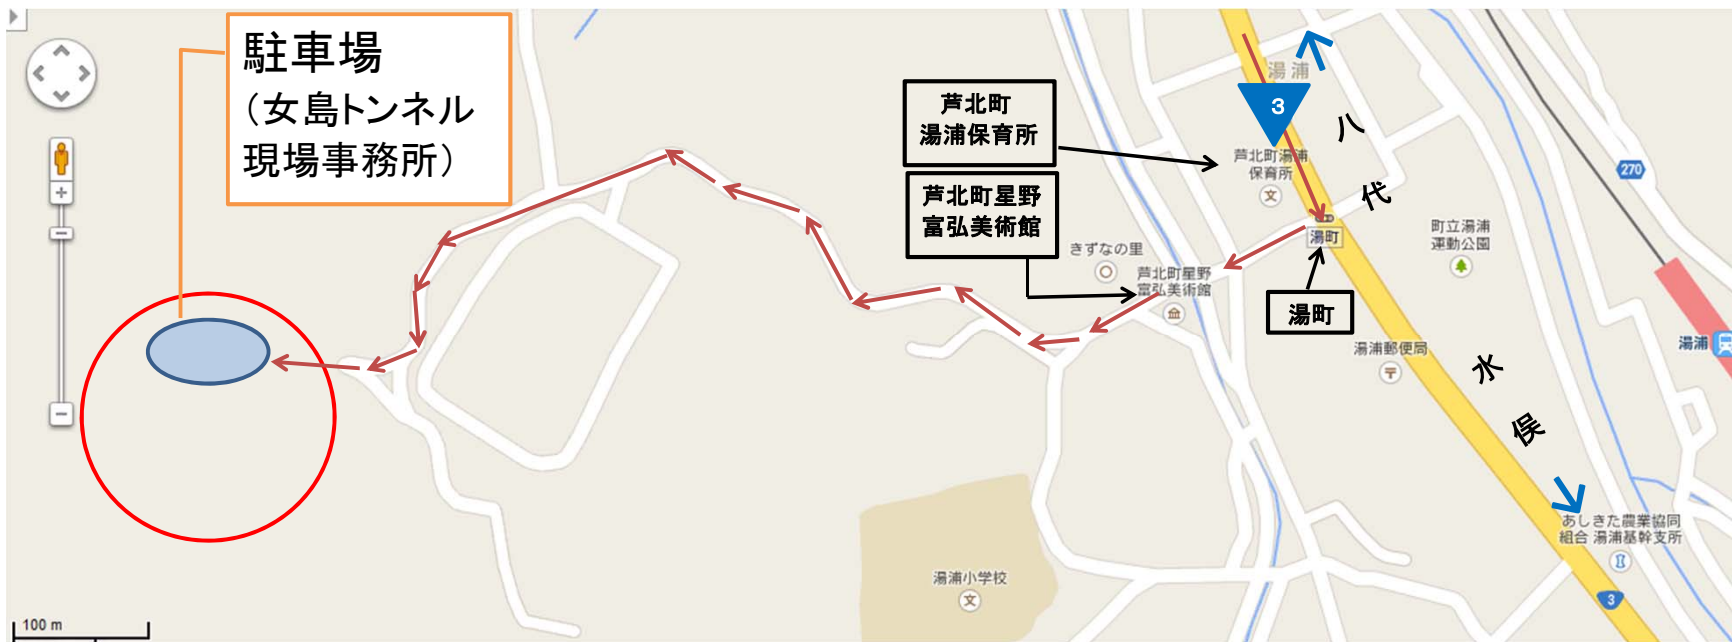 駐車場
（女島トンネル
現場事務所）
芦北町
湯浦保育所
芦北町星野
富弘美術館
湯浦
3
八代
芦北町湯浦
保育所
文
270
町立湯浦
運動公園
湯町
きずなの里
芦北町星野
富弘美術館
湯町
湯浦郵便局
〒
湯浦
水俣
あしきた農業協同
組合 湯浦基幹支所
湯浦小学校
文
3
100 m